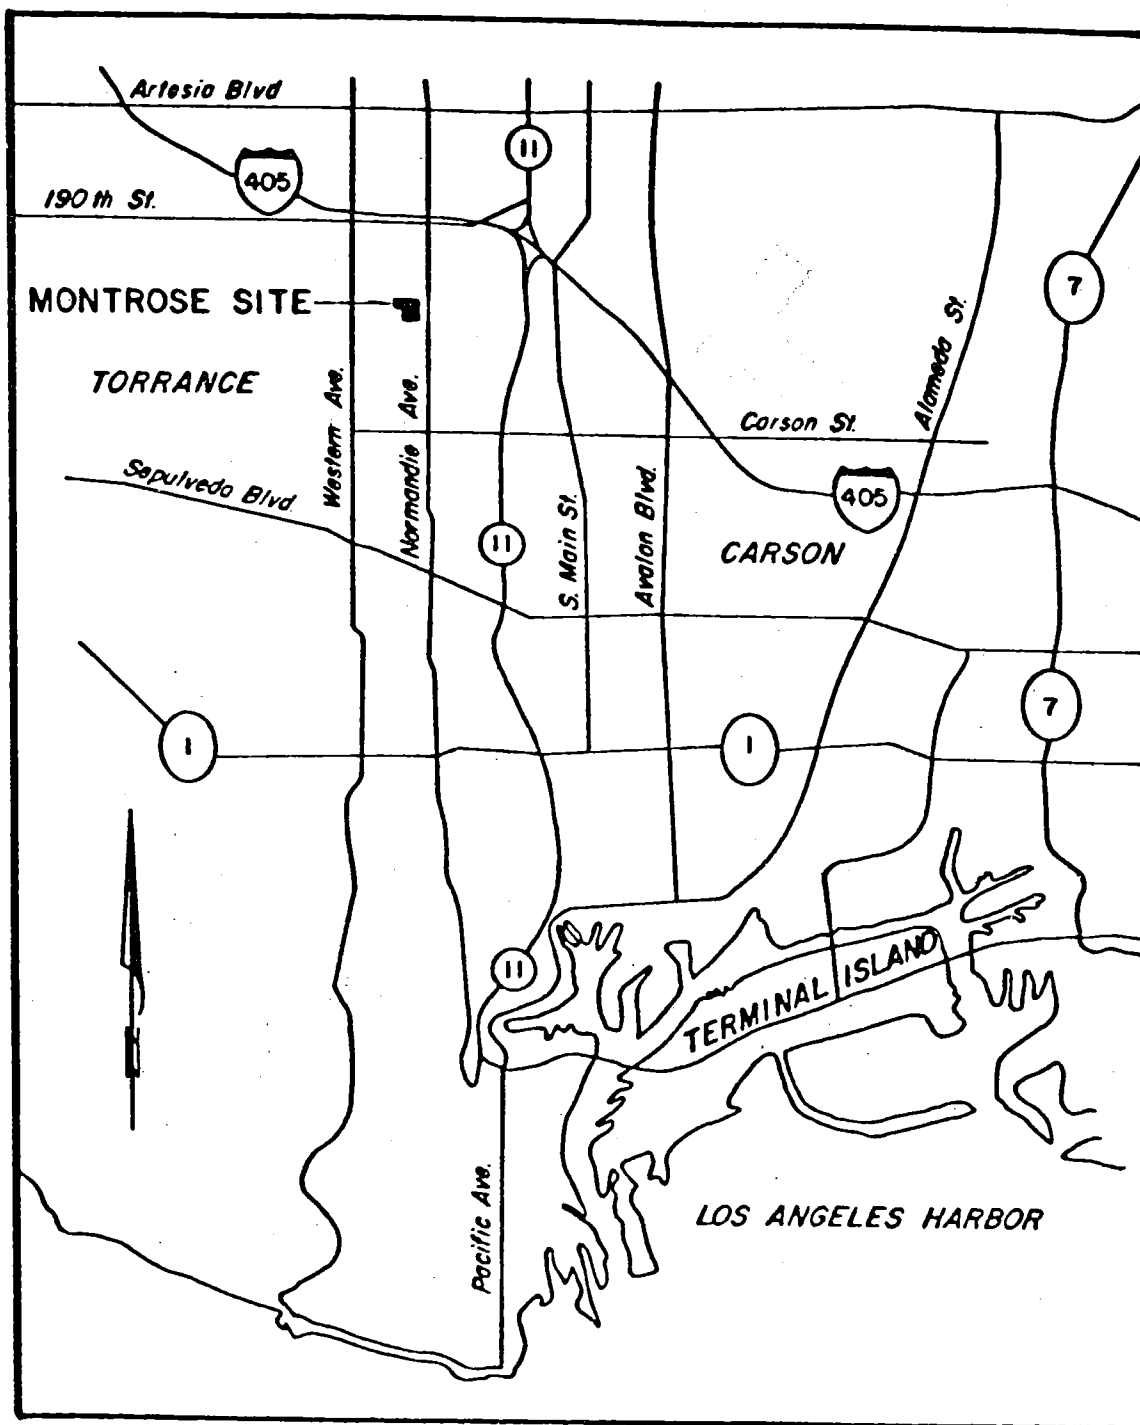 Artesia Blvd
11
405
190th St.
7
MONTROSE SITE
TORRANCE
Western Ave.
Normandie Ave.
Alameda St.
Carson St.
Sepulveda Blvd.
405
11
S. Main St.
Avalon Blvd.
CARSON
1
1
7
11
TERMINAL ISLAND
N
Pacific Ave.
LOS ANGELES HARBOR